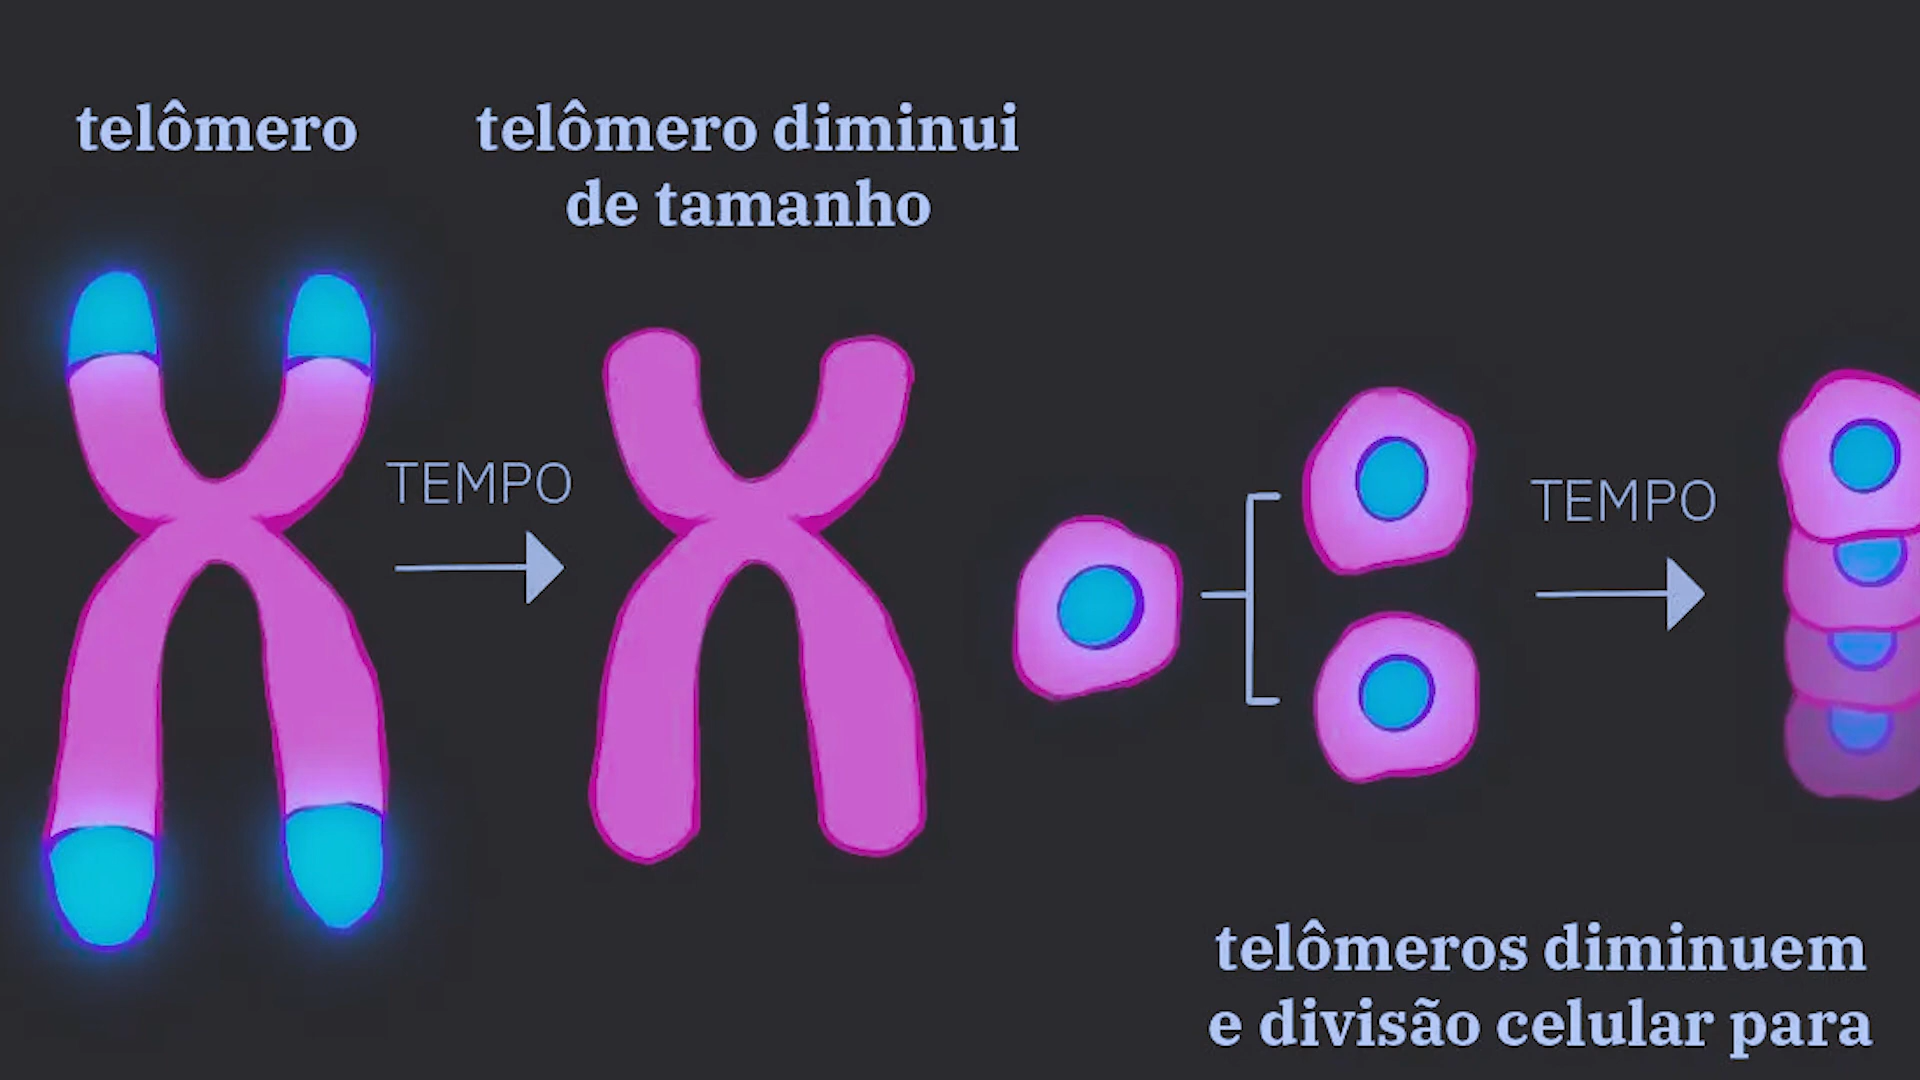 telômero
telômero diminui
de tamanho
TEMPO
TEMPO
telômeros diminuem
e divisão celular para